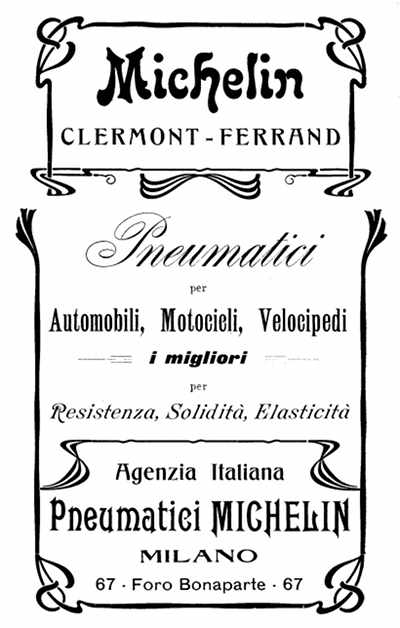 Michelin
CLERMONT-FERRAND
Pneumatici
per
Automobili, Motocicli, Velocipedi
i migliori
per
Resistenza, Solidità, Elasticità
Agenzia Italiana
Pneumatici MICHELIN
MILANO
67 · Foro Bonaparte · 67